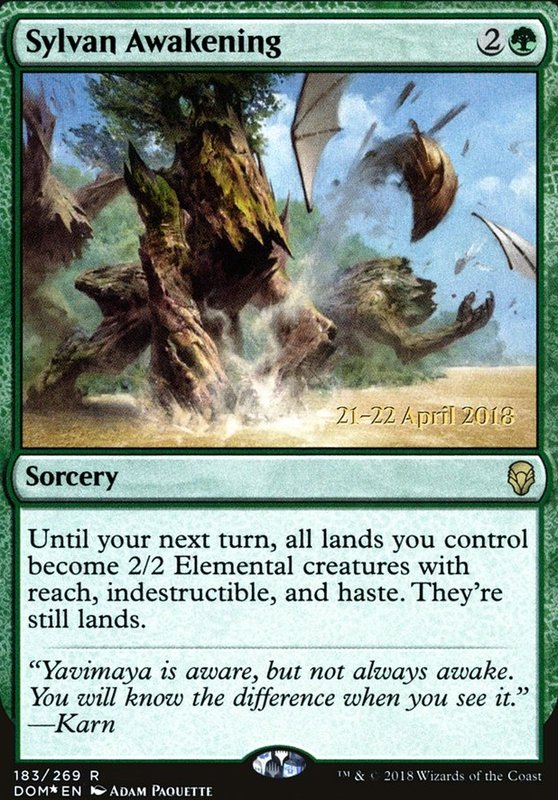 Sylvan Awakening 2
21-22 April 2018
Sorcery
Until your next turn, all lands you control
become 2/2 Elemental creatures with
reach, indestructible, and haste. They're
still lands.
"Yavimaya is aware, but not always awake.
You will know the difference when you see it."
—Karn
183/269 R
DOM★EN Adam Paquette
™ & © 2018 Wizards of the Coast